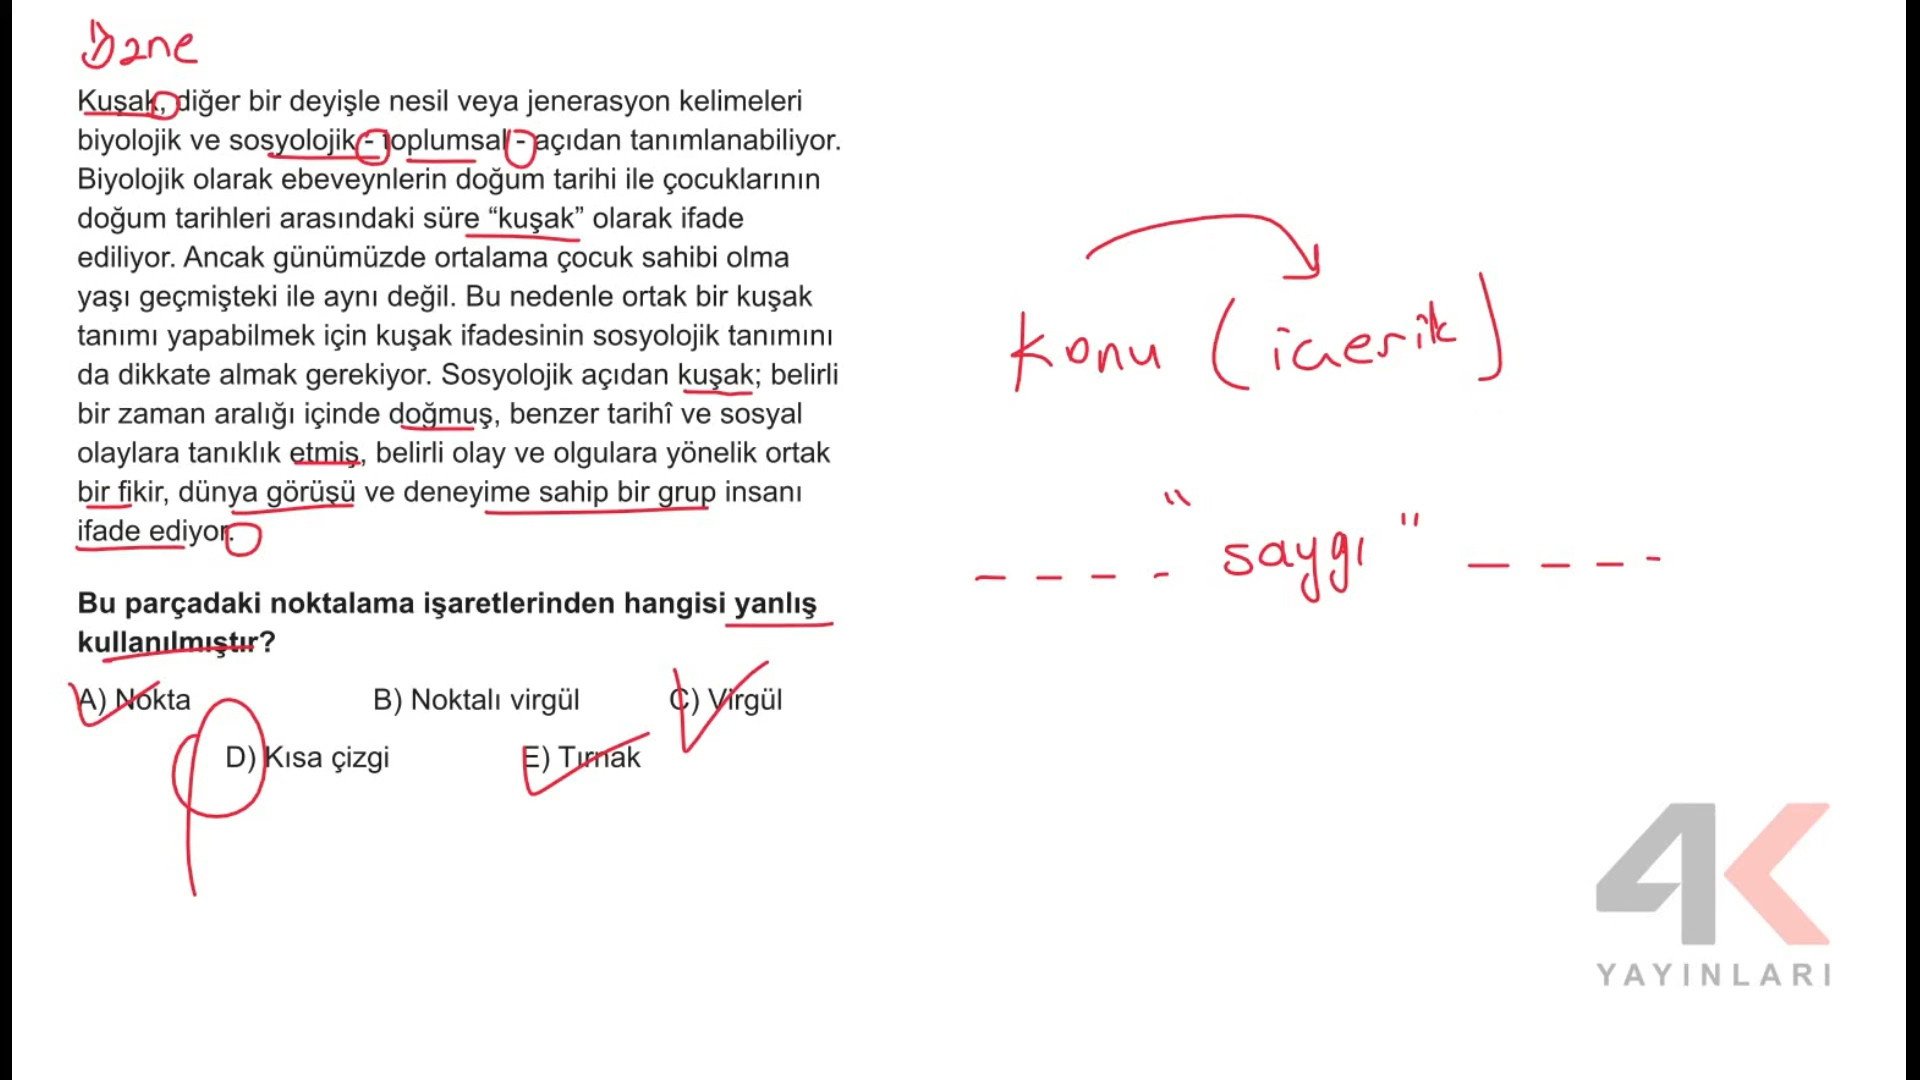 Dane
Kuşak, diğer bir deyişle nesil veya jenerasyon kelimeleri
biyolojik ve sosyolojik - toplumsal - açıdan tanımlanabiliyor.
Biyolojik olarak ebeveynlerin doğum tarihi ile çocuklarının
doğum tarihleri arasındaki süre “kuşak” olarak ifade
ediliyor. Ancak günümüzde ortalama çocuk sahibi olma
yaşı geçmişteki ile aynı değil. Bu nedenle ortak bir kuşak
tanımı yapabilmek için kuşak ifadesinin sosyolojik tanımını
da dikkate almak gerekiyor. Sosyolojik açıdan kuşak; belirli
bir zaman aralığı içinde doğmuş, benzer tarihî ve sosyal
olaylara tanıklık etmiş, belirli olay ve olgulara yönelik ortak
bir fikir, dünya görüşü ve deneyime sahip bir grup insanı
ifade ediyor.
Bu parçadaki noktalama işaretlerinden hangisi yanlış
kullanılmıştır?
A) Nokta B) Noktalı virgül C) Virgül
D) Kısa çizgi E) Tırnak
Konu (içerik)
---- "saygı" ----
4K
YAYINLARI